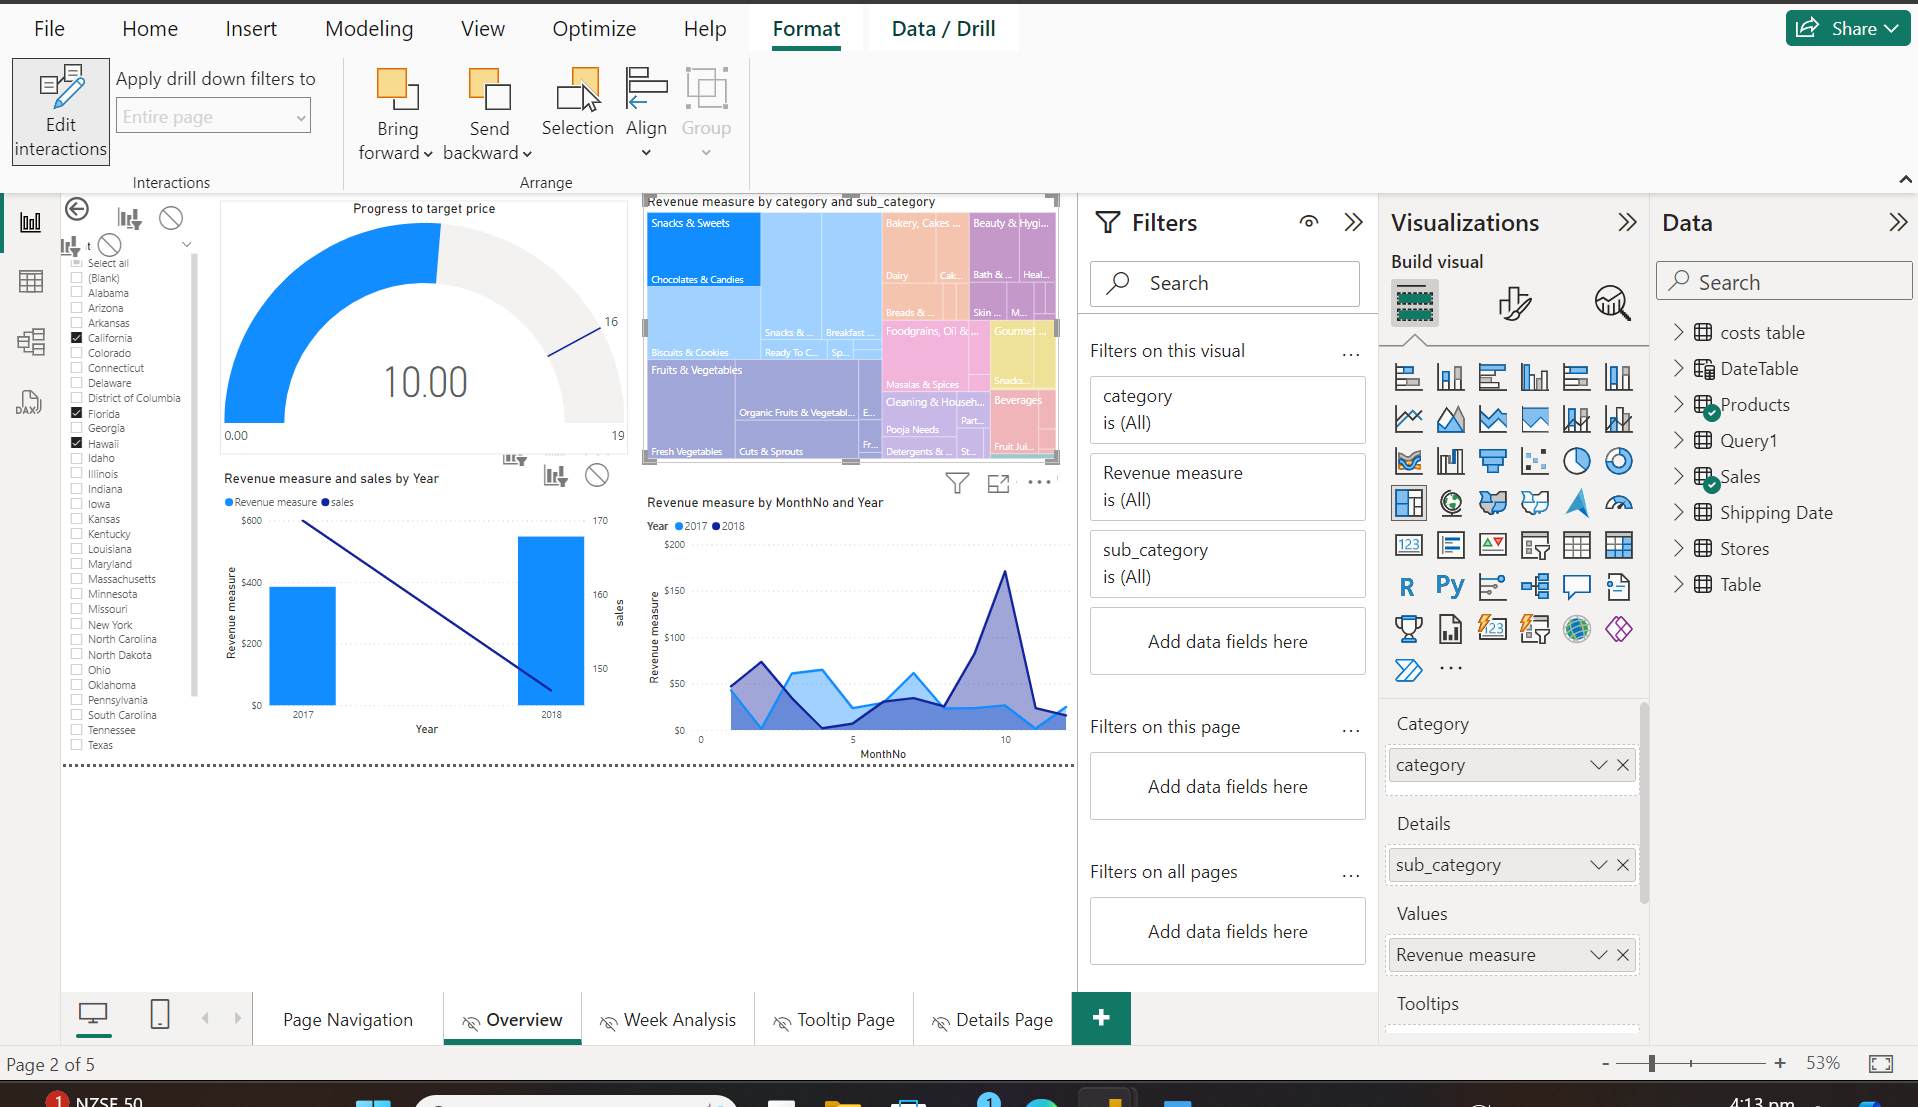 File Home Insert Modeling View Optimize Help Format Data / Drill Share
Apply drill down filters to
Entire page
Edit
interactions
Bring
forward
Send
backward
Selection
Align
Group
Interactions
Arrange
t
Select all
(Blank)
Alabama
Arizona
Arkansas
California
Colorado
Connecticut
Delaware
District of Columbia
Florida
Georgia
Hawaii
Idaho
Illinois
Indiana
Iowa
Kansas
Kentucky
Louisiana
Maryland
Massachusetts
Minnesota
Missouri
New York
North Carolina
North Dakota
Ohio
Oklahoma
Pennsylvania
South Carolina
Tennessee
Texas
Progress to target price
16
10.00
0.00
19
Revenue measure by category and sub_category
Snacks & Sweets
Chocolates & Candies
Biscuits & Cookies
Snacks & ...
Breakfast ...
Ready To C...
Sp...
Fruits & Vegetables
Organic Fruits & Vegetabl...
E...
Fresh Vegetables
Cuts & Sprouts
Fr...
Bakery, Cakes ...
Dairy
Cak...
Breads & ...
Beauty & Hygi...
Bath & ...
Heal...
Skin ...
M...
Foodgrains, Oil & ...
Masalas & Spices
Gourmet ...
Snacks...
Cleaning & Househ...
Pooja Needs
Part...
Detergents & ...
St...
Beverages
Fruit Jui...
Revenue measure and sales by Year
Revenue measure sales
$600
$400
$200
$0
170
160
150
Revenue measure
sales
2017
2018
Year
Revenue measure by MonthNo and Year
Year 2017 2018
$200
$150
$100
$50
$0
Revenue measure
0
5
10
MonthNo
Filters
Search
Filters on this visual ...
category
is (All)
Revenue measure
is (All)
sub_category
is (All)
Add data fields here
Filters on this page ...
Add data fields here
Filters on all pages ...
Add data fields here
Visualizations
Build visual
123
R
Py
123
...
Category
category
Details
sub_category
Values
Revenue measure
Tooltips
Data
Search
costs table
DateTable
Products
Query1
Sales
Shipping Date
Stores
Table
DAX
Page Navigation Overview Week Analysis Tooltip Page Details Page +
Page 2 of 5
- + 53%
1
NZSE 50
1
4:13 pm